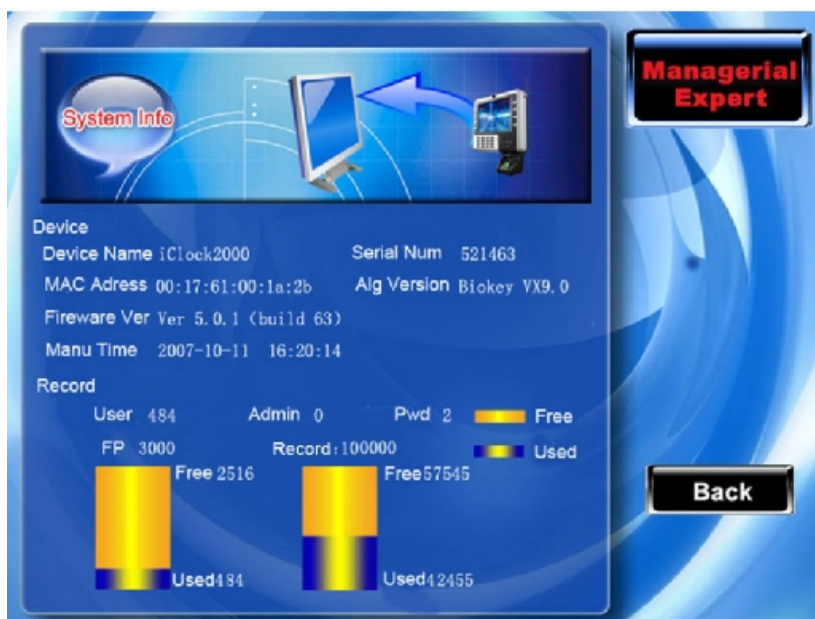 System Info
Managerial
Expert
Device
Device Name iClock2000 Serial Num 521463
MAC Adress 00:17:61:00:1a:2b Alg Version Biokey VX9.0
Fireware Ver Ver 5.0.1 (build 63)
Manu Time 2007-10-11 16:20:14
Record
User 484 Admin 0 Pwd 2 Free
FP 3000 Record:100000 Used
Free 2516 Free57545
Back
Used484 Used42455